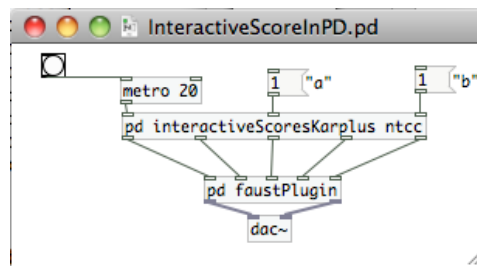 InteractiveScoreInPD.pd
metro 20
1 "a"
1 "b"
pd interactiveScoresKarplus ntcc
pd faustPlugin
dac~